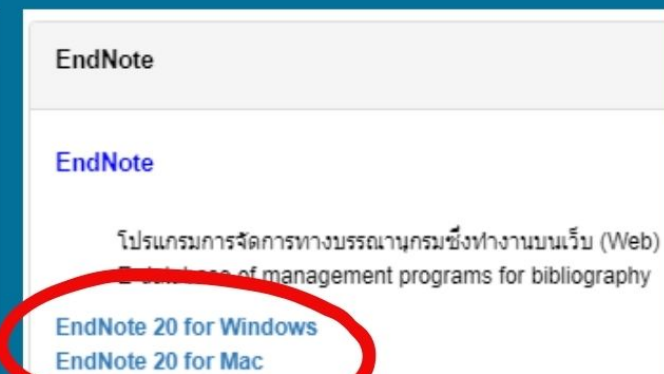 EndNote
EndNote
โปรแกรมการจัดการทางบรรณานุกรมซึ่งทำงานบนเว็บ (Web)
of management programs for bibliography
EndNote 20 for Windows
EndNote 20 for Mac